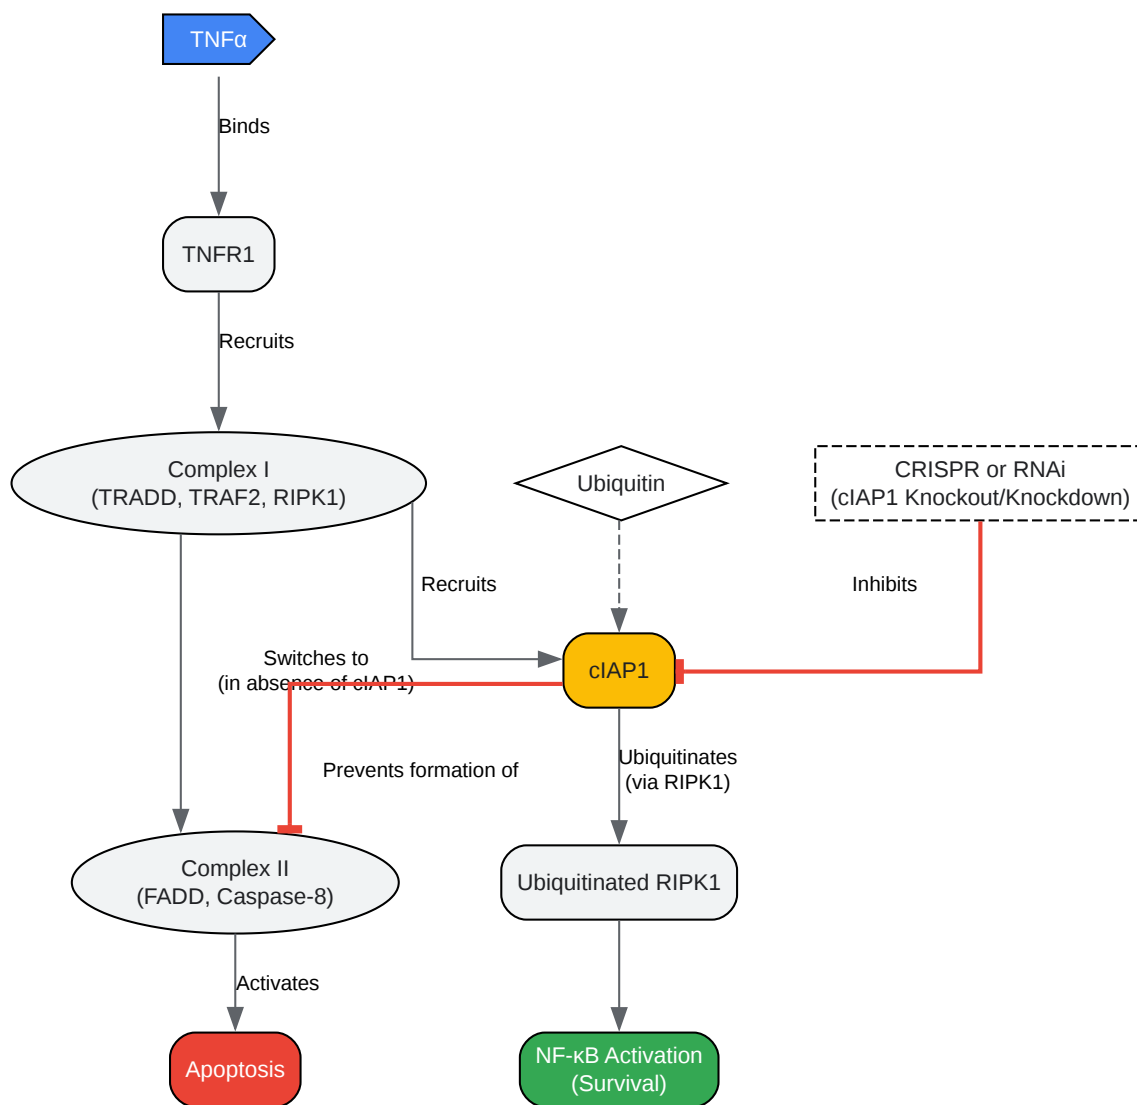 TNFα
Binds
TNFR1
Recruits
Complex I
(TRADD, TRAF2, RIPK1)
Ubiquitin
CRISPR or RNAi
(cIAP1 Knockout/Knockdown)
Recruits
Inhibits
Switches to
(in absence of cIAP1)
cIAP1
Prevents formation of
Ubiquitinates
(via RIPK1)
Complex II
(FADD, Caspase-8)
Ubiquitinated RIPK1
Activates
Apoptosis
NF-κB Activation
(Survival)